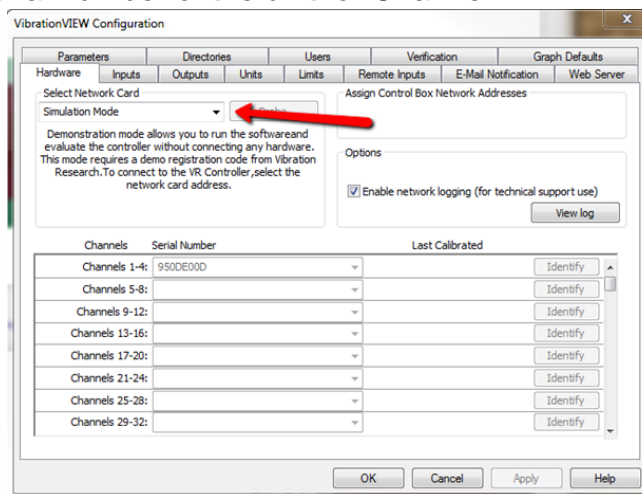 VibrationVIEW Configuration
x
Parameters Directories Users Verification Graph Defaults
Hardware Inputs Outputs Units Limits Remote Inputs E-Mail Notification Web Server
Select Network Card
Simulation Mode
Demonstration mode allows you to run the softwareand
evaluate the controller without connecting any hardware.
This mode requires a demo registration code from Vibration
Research.To connect to the VR Controller,select the
network card address.
Assign Control Box Network Addresses
Options
Enable network logging (for technical support use)
View log
Channels Serial Number Last Calibrated
Channels 1-4: 950DE00D Identify
Channels 5-8: Identify
Channels 9-12: Identify
Channels 13-16: Identify
Channels 17-20: Identify
Channels 21-24: Identify
Channels 25-28: Identify
Channels 29-32: Identify
OK Cancel Apply Help